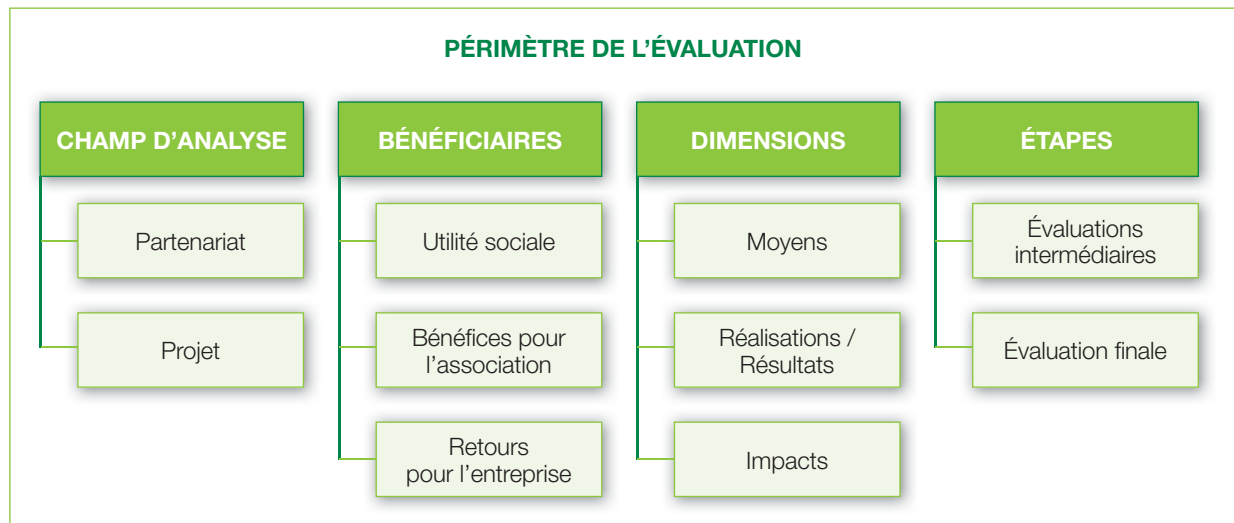 PÉRIMÈTRE DE L’ÉVALUATION
CHAMP D’ANALYSE
Partenariat
Projet
BÉNÉFICIAIRES
Utilité sociale
Bénéfices pour
l’association
Retours
pour l’entreprise
DIMENSIONS
Moyens
Réalisations /
Résultats
Impacts
ÉTAPES
Évaluations
intermédiaires
Évaluation finale